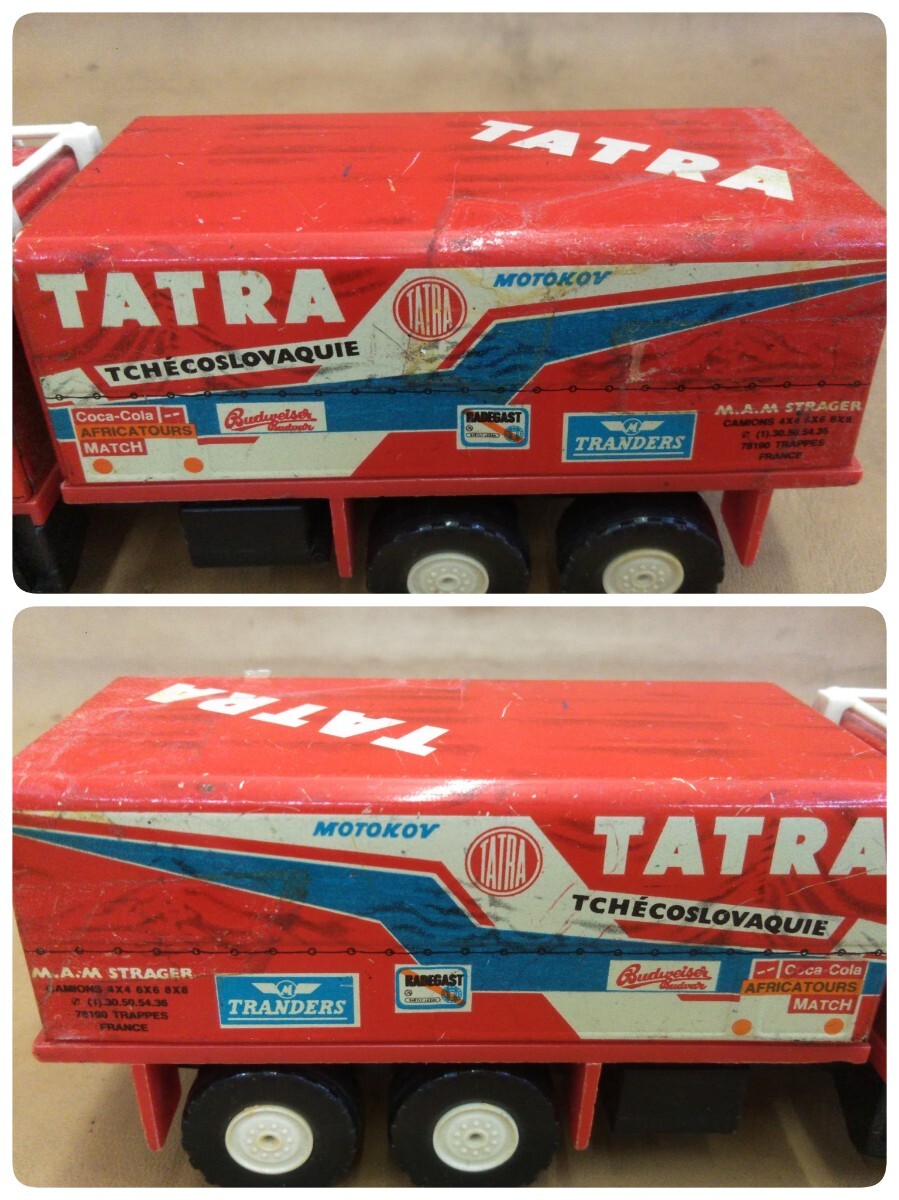 TATRA
TATRA
TATRA
MOTOKOV
TCHÉCOSLOVAQUIE
Coca-Cola --
AFRICATOURS
MATCH
Budweiser
Budvar
RADEGAST
M
TRANDERS
M.A.M STRAGER
CAMIONS 4X4 6X6 8X8
✆ (1).30.50.54.36
78190 TRAPPES
FRANCE
TATRA
MOTOKOV
TATRA
TATRA
TCHÉCOSLOVAQUIE
M.A.M STRAGER
CAMIONS 4X4 6X6 8X8
✆ (1).30.50.54.36
78190 TRAPPES
FRANCE
M
TRANDERS
RADEGAST
Budweiser
Budvar
-- Coca-Cola
AFRICATOURS
MATCH